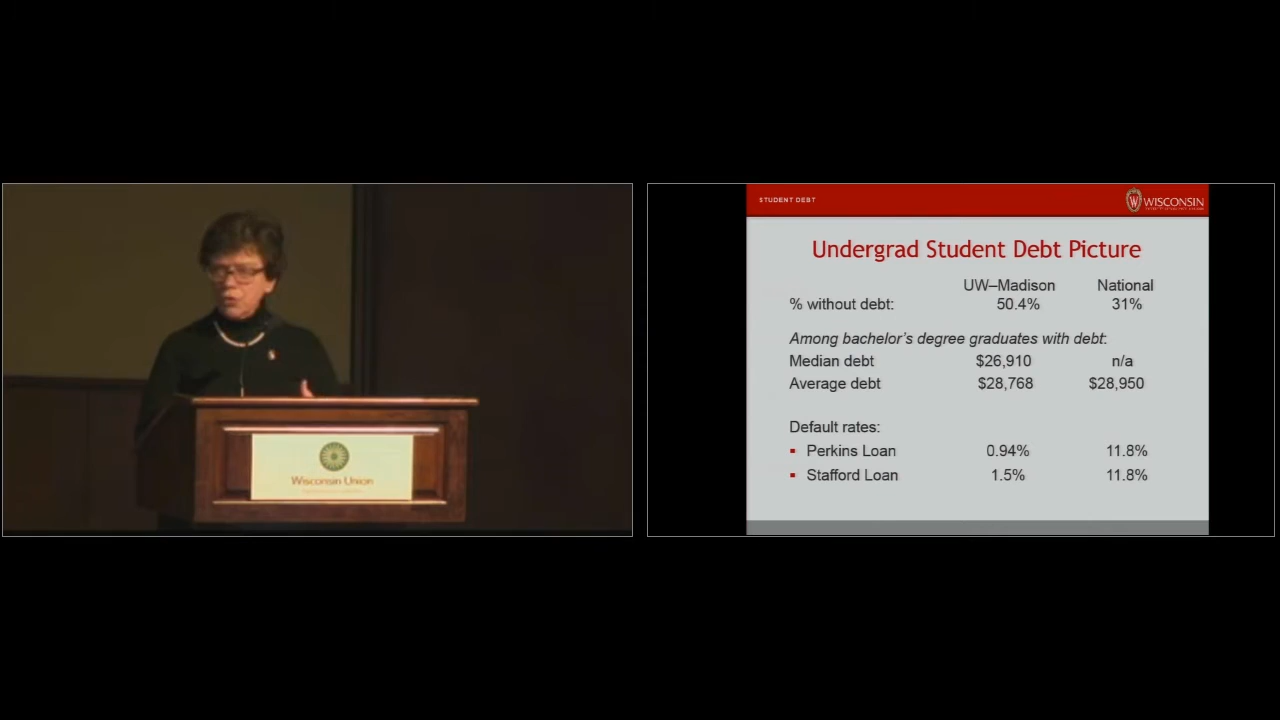 Wisconsin Union
STUDENT DEBT
WISCONSIN
Undergrad Student Debt Picture
UW–Madison National
% without debt: 50.4% 31%
Among bachelor's degree graduates with debt:
Median debt $26,910 n/a
Average debt $28,768 $28,950
Default rates:
▪ Perkins Loan 0.94% 11.8%
▪ Stafford Loan 1.5% 11.8%